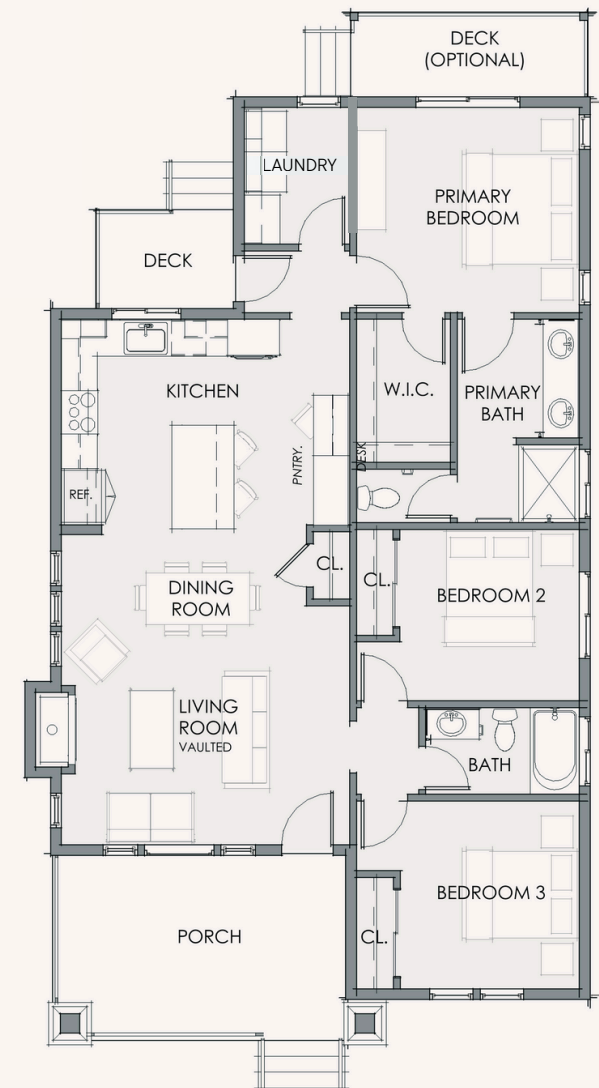 DECK
(OPTIONAL)
LAUNDRY
PRIMARY
BEDROOM
DECK
KITCHEN
W.I.C.
PRIMARY
BATH
PNTRY.
DESK
REF.
CL.
CL.
DINING
ROOM
BEDROOM 2
LIVING
ROOM
VAULTED
BATH
BEDROOM 3
PORCH
CL.